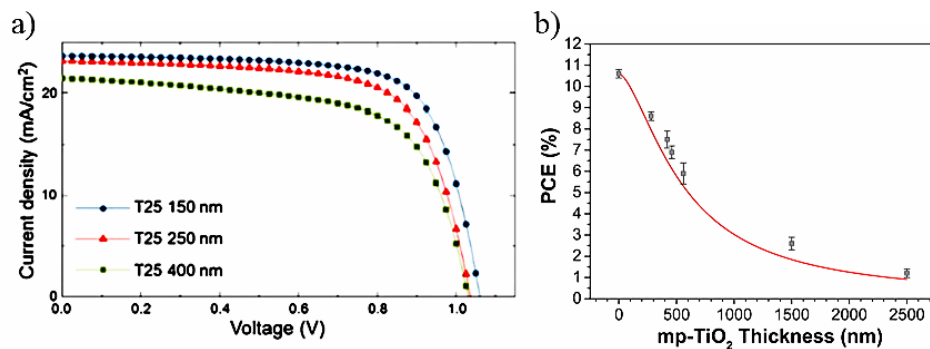 a)
Current density (mA/cm²)
20
10
0
T25 150 nm
T25 250 nm
T25 400 nm
0.0 0.2 0.4 0.6 0.8 1.0
Voltage (V)
b)
PCE (%)
12
11
10
9
8
7
6
5
4
3
2
1
0
0 500 1000 1500 2000 2500
mp-TiO₂ Thickness (nm)